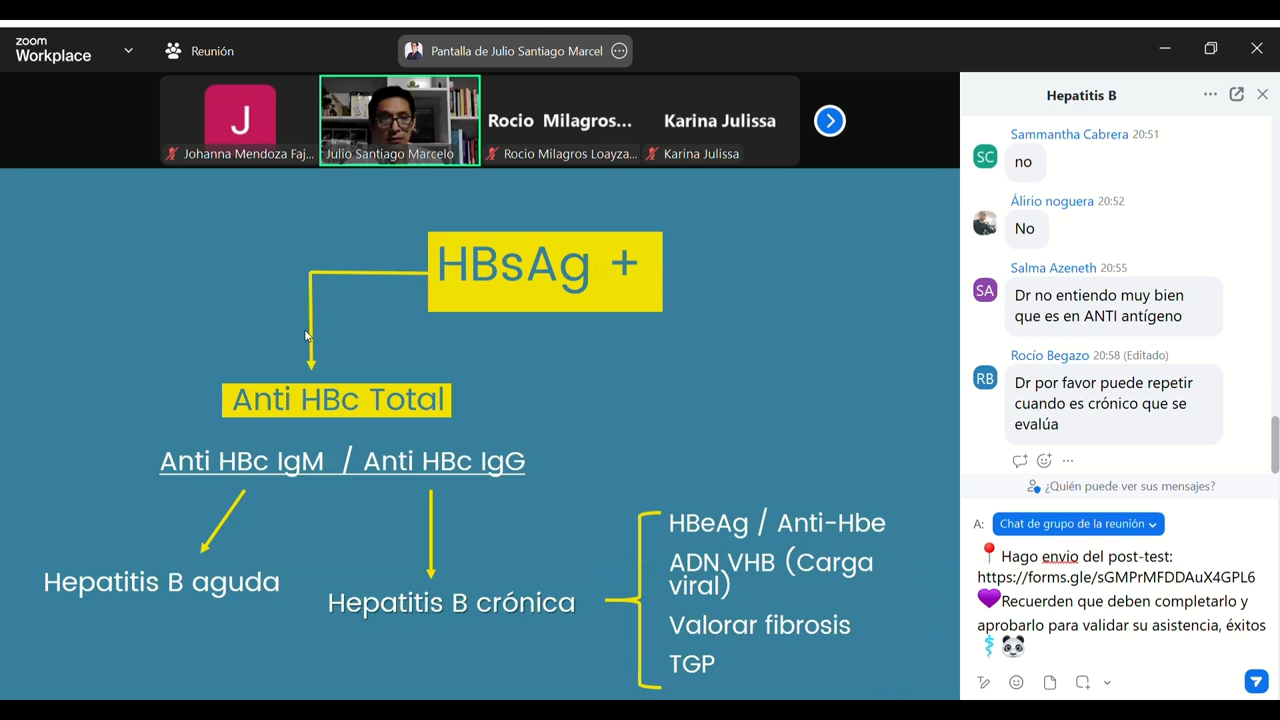 zoom
Workplace
Reunión
Pantalla de Julio Santiago Marcel
J
Johanna Mendoza Faj...
Julio Santiago Marcelo
Rocio Milagros...
Rocio Milagros Loayza...
Karina Julissa
Karina Julissa
HBsAg +
Anti HBc Total
Anti HBc IgM / Anti HBc IgG
Hepatitis B aguda
Hepatitis B crónica
HBeAg / Anti-Hbe
ADN VHB (Carga
viral)
Valorar fibrosis
TGP
Hepatitis B
Sammantha Cabrera 20:51
SC
no
Álirio noguera 20:52
No
Salma Azeneth 20:55
SA
Dr no entiendo muy bien
que es en ANTI antígeno
Rocío Begazo 20:58 (Editado)
RB
Dr por favor puede repetir
cuando es crónico que se
evalúa
¿Quién puede ver sus mensajes?
A: Chat de grupo de la reunión
📍Hago envio del post-test:
https://forms.gle/sGMPrMFDDAuX4GPL6
💜Recuerden que deben completarlo y
aprobarlo para validar su asistencia, éxitos